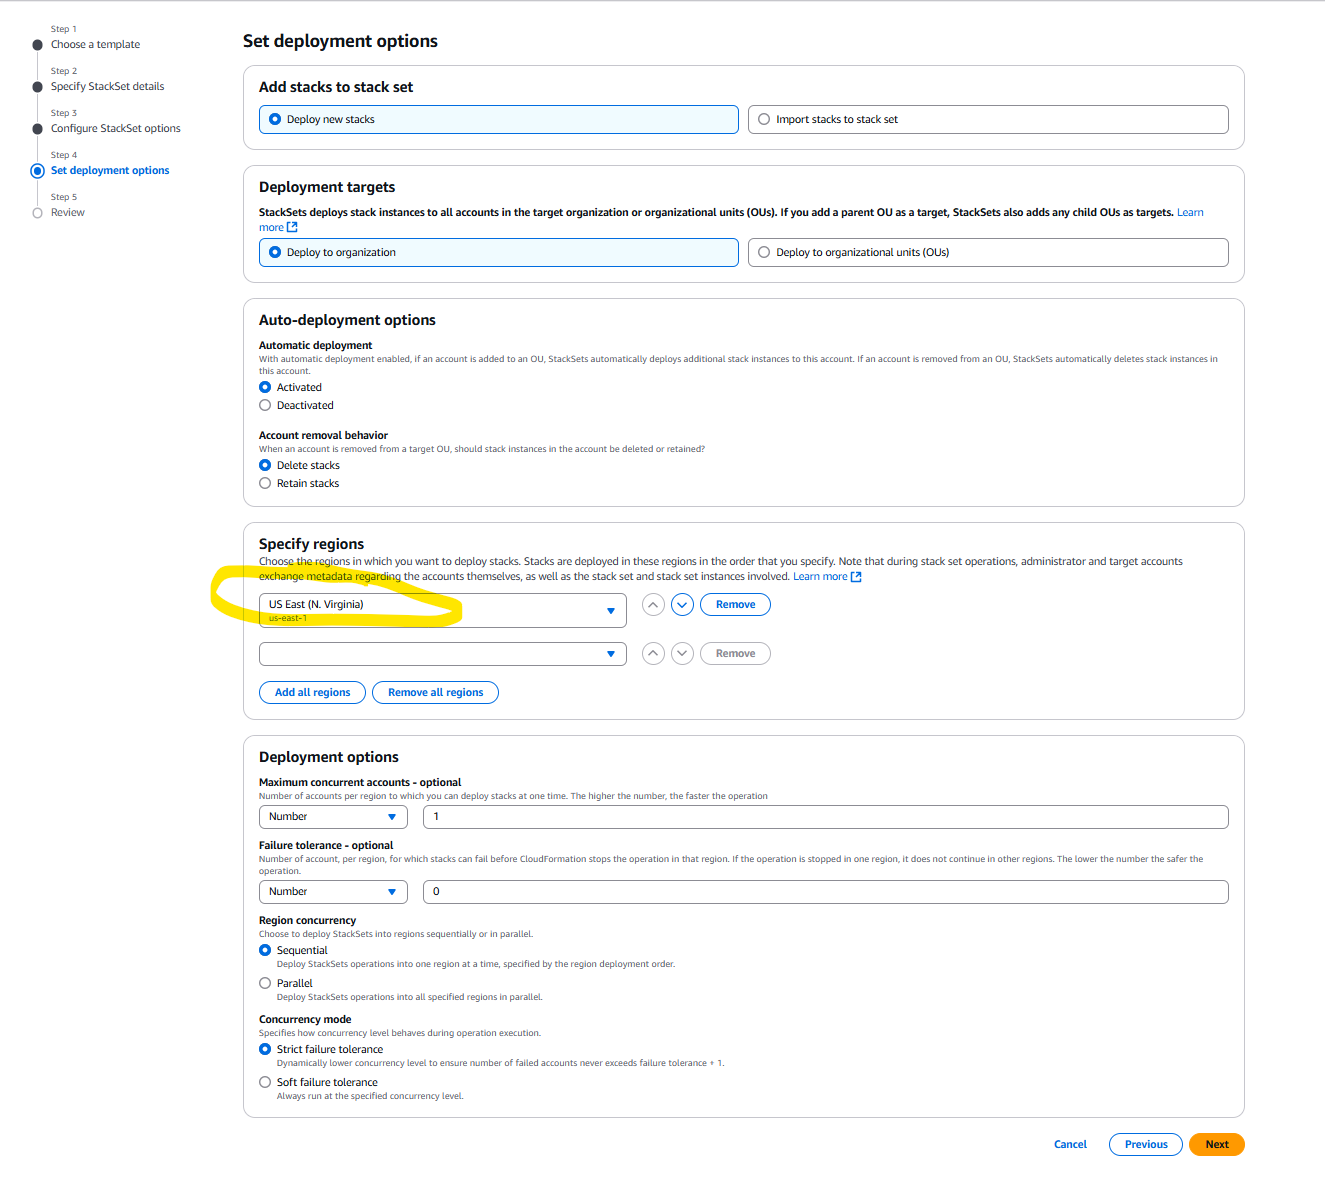 Step 1
Choose a template
Step 2
Specify StackSet details
Step 3
Configure StackSet options
Step 4
Set deployment options
Step 5
Review
Set deployment options
Add stacks to stack set
Deploy new stacks
Import stacks to stack set
Deployment targets
StackSets deploys stack instances to all accounts in the target organization or organizational units (OUs). If you add a parent OU as a target, StackSets also adds any child OUs as targets. Learn
more
Deploy to organization
Deploy to organizational units (OUs)
Auto-deployment options
Automatic deployment
With automatic deployment enabled, if an account is added to an OU, StackSets automatically deploys additional stack instances to this account. If an account is removed from an OU, StackSets automatically deletes stack instances in
this account.
Activated
Deactivated
Account removal behavior
When an account is removed from a target OU, should stack instances in the account be deleted or retained?
Delete stacks
Retain stacks
Specify regions
Choose the regions in which you want to deploy stacks. Stacks are deployed in these regions in the order that you specify. Note that during stack set operations, administrator and target accounts
exchange metadata regarding the accounts themselves, as well as the stack set and stack set instances involved. Learn more
US East (N. Virginia)
us-east-1
Remove
Remove
Add all regions
Remove all regions
Deployment options
Maximum concurrent accounts - optional
Number of accounts per region to which you can deploy stacks at one time. The higher the number, the faster the operation
Number
1
Failure tolerance - optional
Number of account, per region, for which stacks can fail before CloudFormation stops the operation in that region. If the operation is stopped in one region, it does not continue in other regions. The lower the number the safer the
operation.
Number
0
Region concurrency
Choose to deploy StackSets into regions sequentially or in parallel.
Sequential
Deploy StackSets operations into one region at a time, specified by the region deployment order.
Parallel
Deploy StackSets operations into all specified regions in parallel.
Concurrency mode
Specifies how concurrency level behaves during operation execution.
Strict failure tolerance
Dynamically lower concurrency level to ensure number of failed accounts never exceeds failure tolerance + 1.
Soft failure tolerance
Always run at the specified concurrency level.
Cancel
Previous
Next